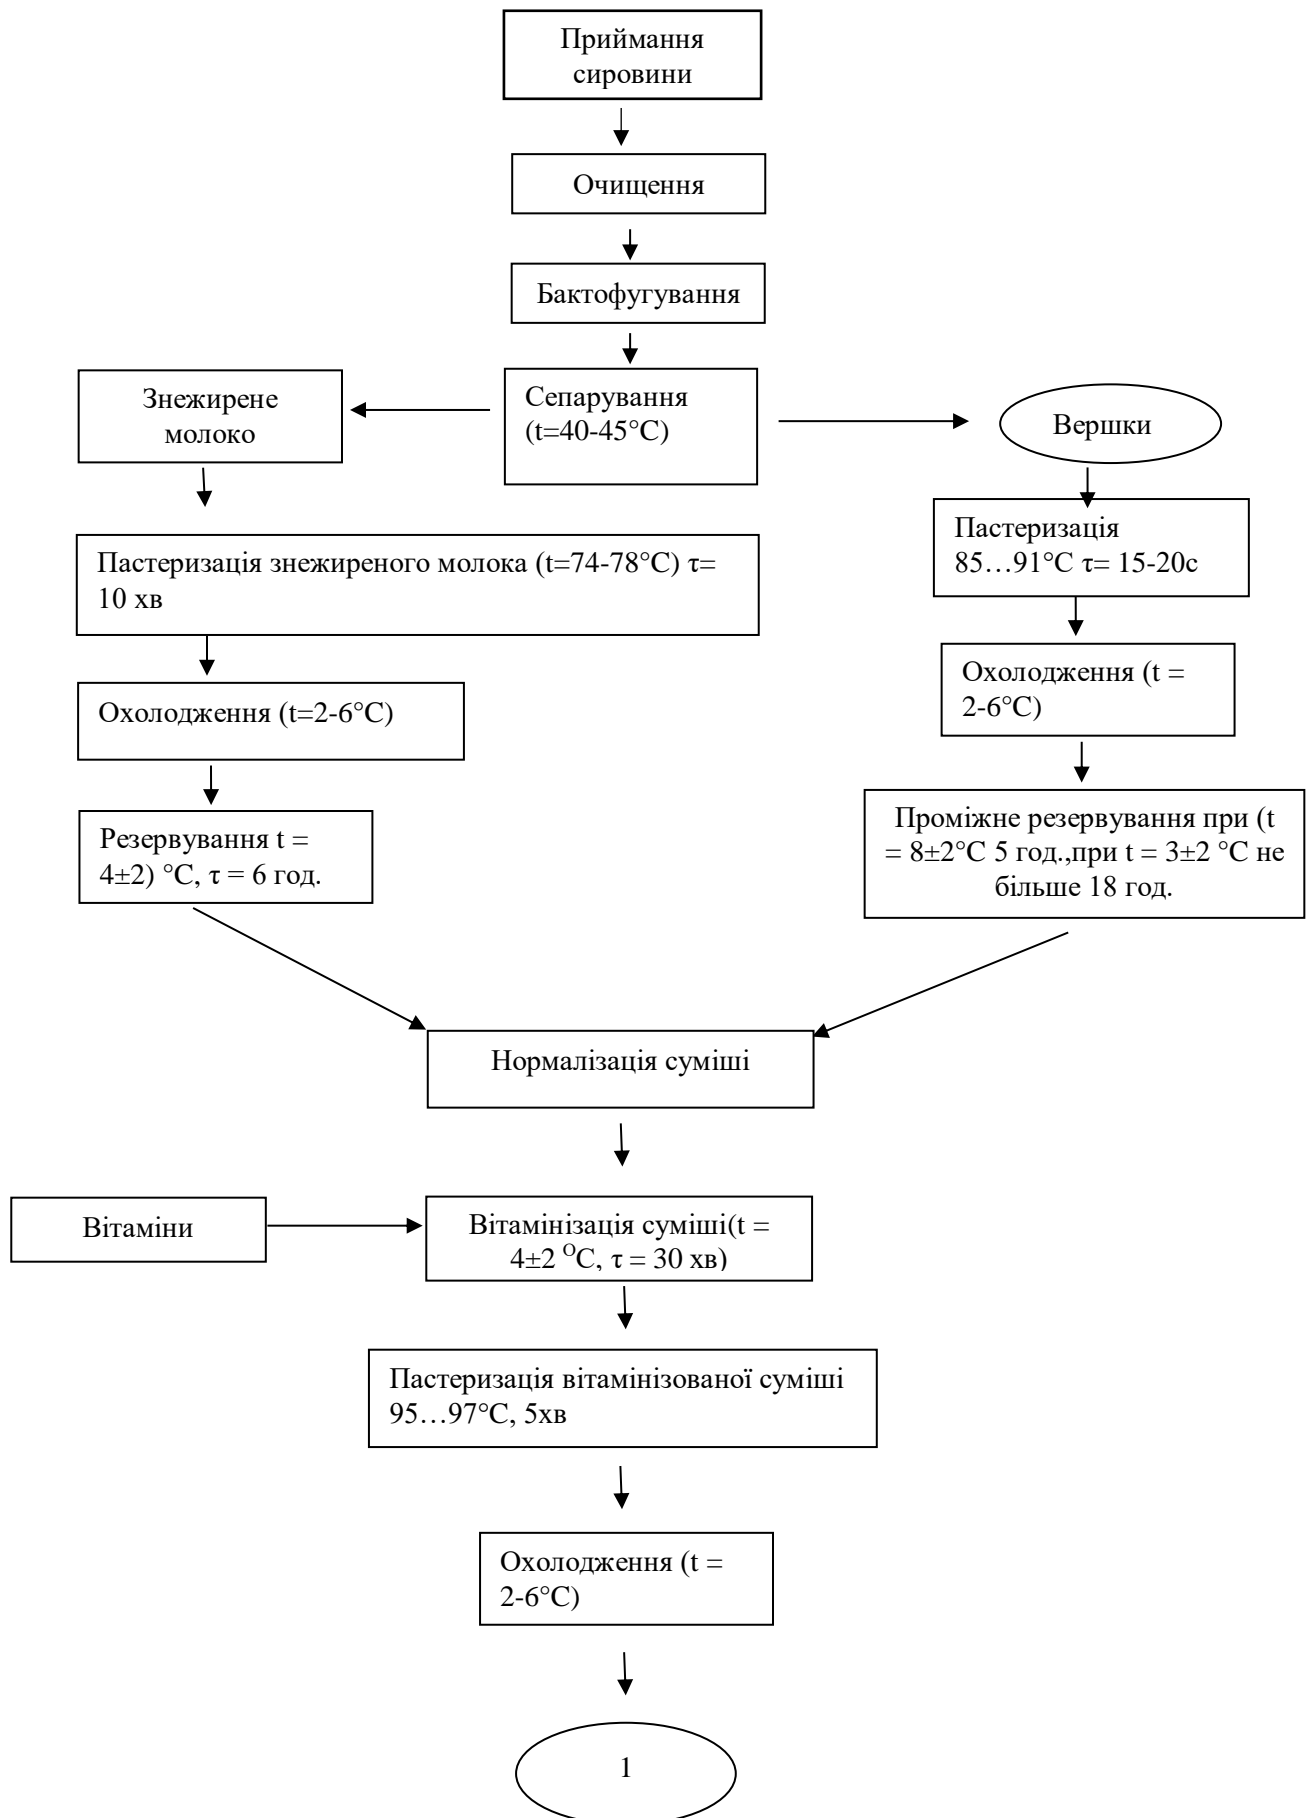 Приймання
сировини
Очищення
Бактофугування
Знежирене
молоко
Сепарування
(t=40-45°C)
Вершки
Пастеризація знежиреного молока (t=74-78°C) τ=
10 хв
Пастеризація
85…91°C τ= 15-20с
Охолодження (t=2-6°C)
Охолодження (t =
2-6°C)
Резервування t =
4±2) °C, τ = 6 год.
Проміжне резервування при (t
= 8±2°C 5 год.,при t = 3±2 °C не
більше 18 год.
Нормалізація суміші
Вітаміни
Вітамінізація суміші(t =
4±2 ᴼC, τ = 30 хв)
Пастеризація вітамінізованої суміші
95…97°C, 5хв
Охолодження (t =
2-6°C)
1